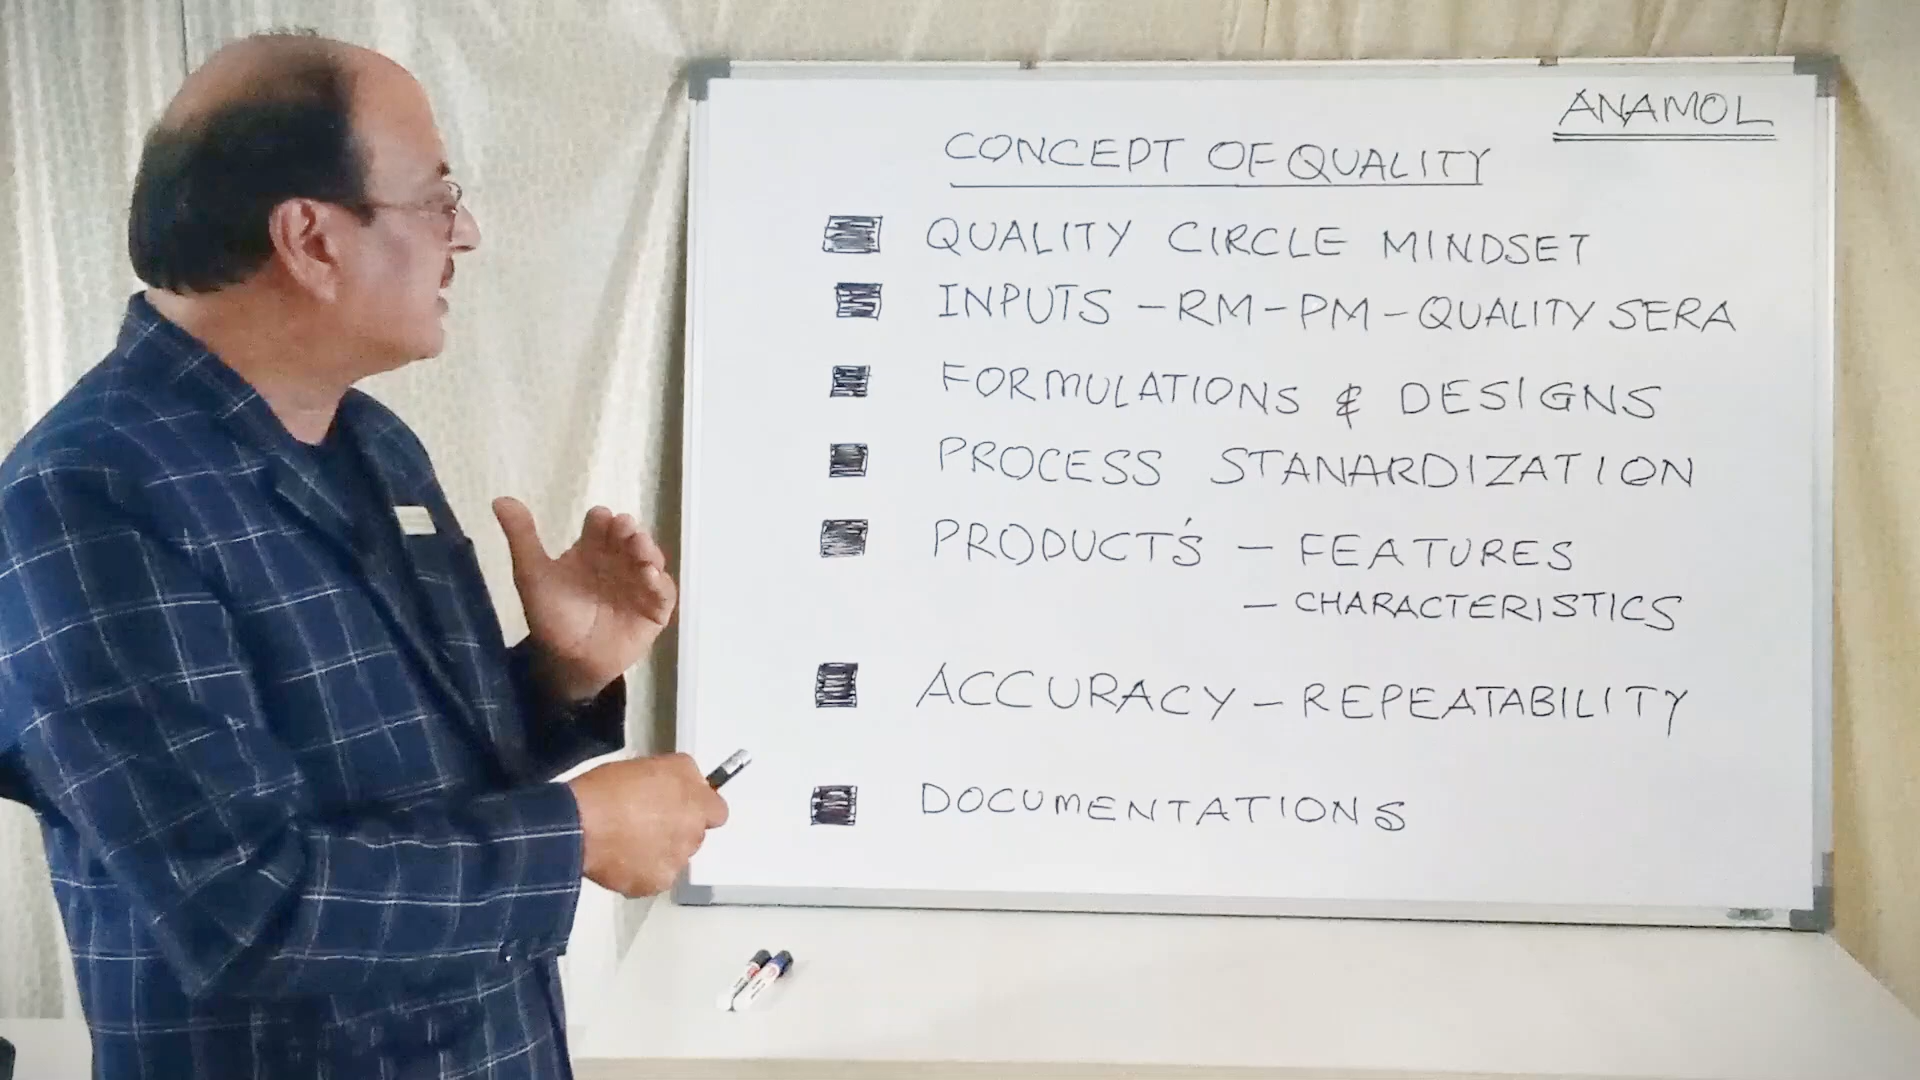 ANAMOL
CONCEPT OF QUALITY
QUALITY CIRCLE MINDSET
INPUTS - RM - PM - QUALITY SERA
FORMULATIONS & DESIGNS
PROCESS STANARDIZATION
PRODUCT'S - FEATURES
- CHARACTERISTICS
ACCURACY - REPEATABILITY
DOCUMENTATIONS